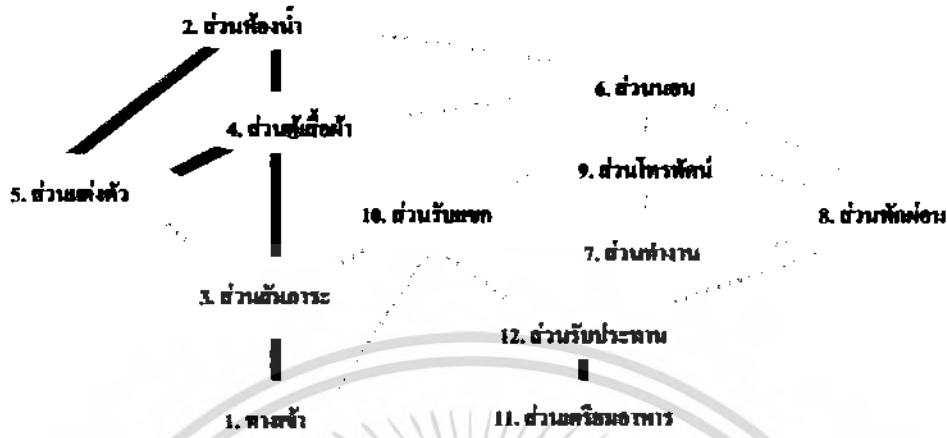 2. ส่วนห้องน้ำ
6. ส่วนนอน
4. ส่วนตู้เสื้อผ้า
9. ส่วนโทรทัศน์
5. ส่วนแต่งตัว
10. ส่วนรับแขก
8. ส่วนพักผ่อน
7. ส่วนทำงาน
3. ส่วนสัมภาระ
12. ส่วนรับประทาน
1. ทางเข้า
11. ส่วนเตรียมอาหาร